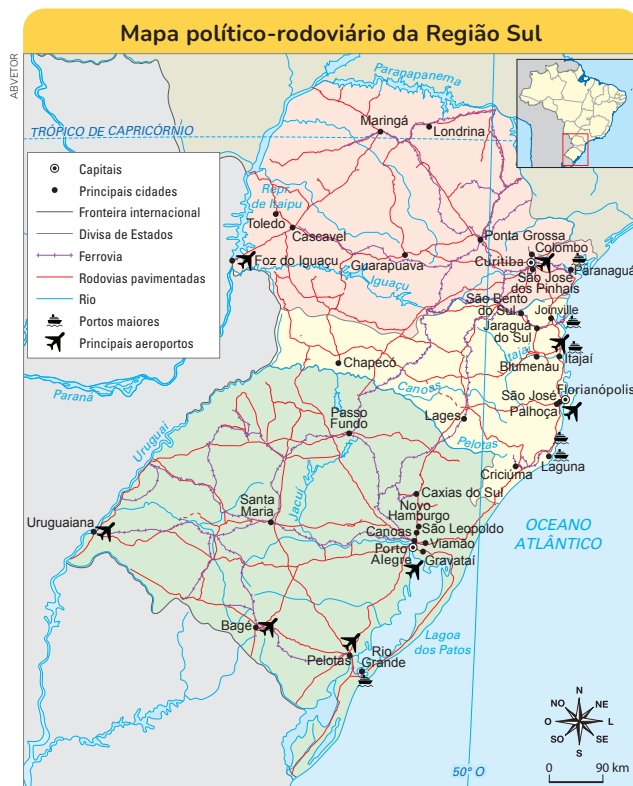 Mapa político-rodoviário da Região Sul
ABVETOR
Paranapanema
TRÓPICO DE CAPRICÓRNIO
Maringá
Londrina
Capitais
Principais cidades
Fronteira internacional
Divisa de Estados
Ferrovia
Rodovias pavimentadas
Rio
Portos maiores
Principais aeroportos
Repr.
de Itaipu
Toledo
Cascavel
Foz do Iguaçu
Guarapuava
Iguaçu
Ponta Grossa
Colombo
Curitiba
Paranaguá
São José
dos Pinhais
São Bento
do Sul
Joinville
Jaraguá
do Sul
Itajaí
Itajaí
Blumenau
Chapecó
Canoas
Florianópolis
São José
Palhoça
Paraná
Uruguai
Passo
Fundo
Lages
Pelotas
Criciúma
Laguna
Jacuí
Caxias do Sul
Santa
Maria
Novo
Hamburgo
São Leopoldo
Canoas
Viamão
Porto
Alegre
Gravataí
Uruguaiana
OCEANO
ATLÂNTICO
Bagé
Lagoa
dos Patos
Pelotas
Rio
Grande
N
NO
NE
O
L
SO
SE
S
50° O
0
90 km